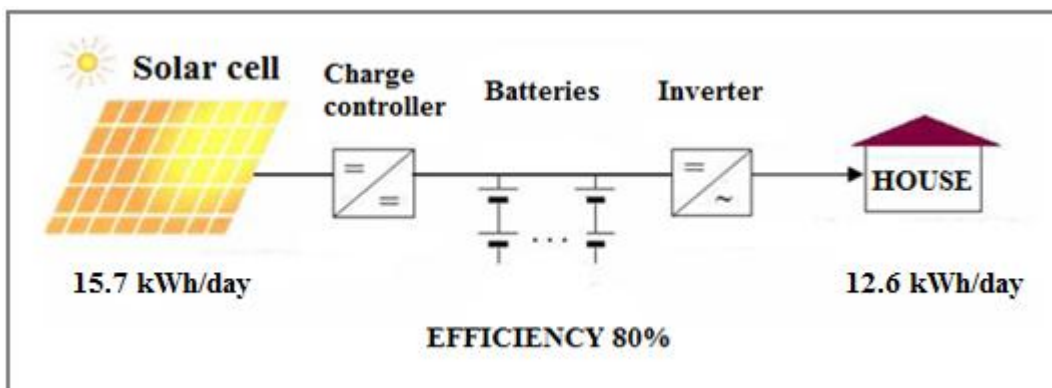 Solar cell
Charge
controller
Batteries
Inverter
=
=
=
~
...
HOUSE
15.7 kWh/day
12.6 kWh/day
EFFICIENCY 80%